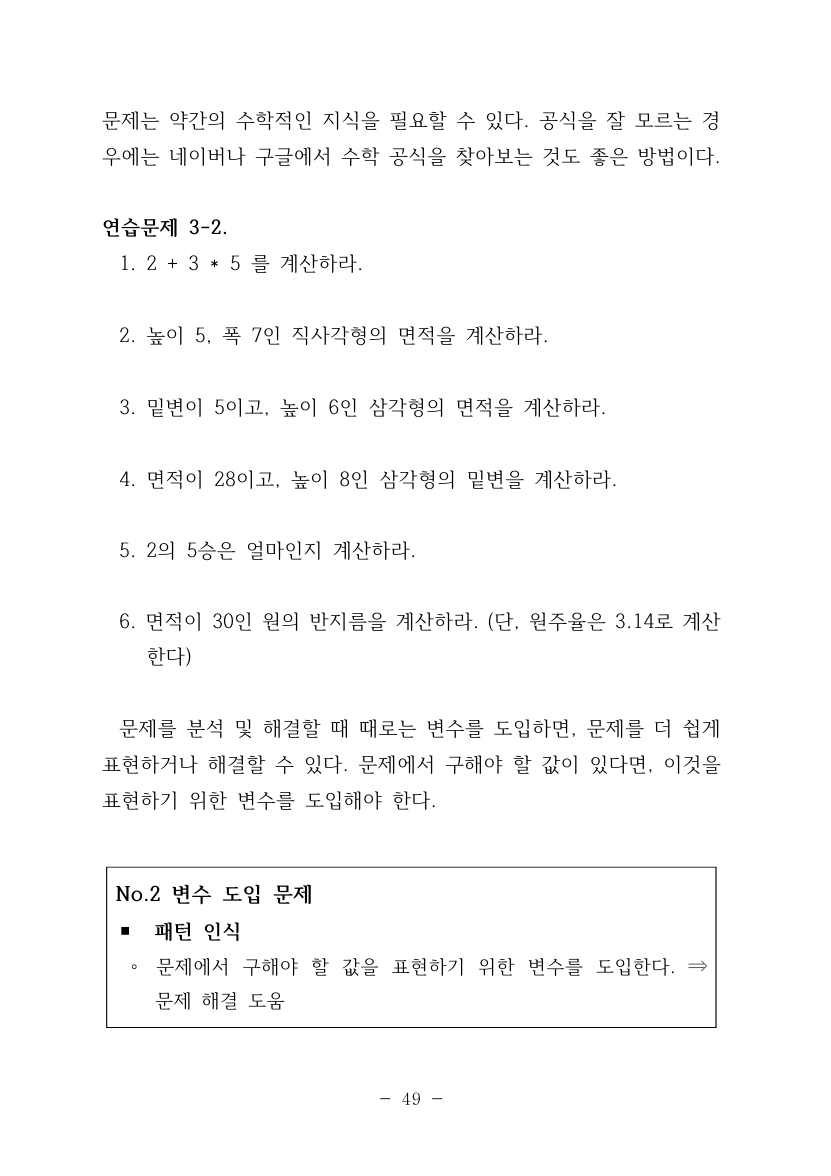 문제는 약간의 수학적인 지식을 필요할 수 있다. 공식을 잘 모르는 경
우에는 네이버나 구글에서 수학 공식을 찾아보는 것도 좋은 방법이다.
연습문제 3-2.
1. 2 + 3 * 5 를 계산하라.
2. 높이 5, 폭 7인 직사각형의 면적을 계산하라.
3. 밑변이 5이고, 높이 6인 삼각형의 면적을 계산하라.
4. 면적이 28이고, 높이 8인 삼각형의 밑변을 계산하라.
5. 2의 5승은 얼마인지 계산하라.
6. 면적이 30인 원의 반지름을 계산하라. (단, 원주율은 3.14로 계산
한다)
문제를 분석 및 해결할 때 때로는 변수를 도입하면, 문제를 더 쉽게
표현하거나 해결할 수 있다. 문제에서 구해야 할 값이 있다면, 이것을
표현하기 위한 변수를 도입해야 한다.
No.2 변수 도입 문제
▪ 패턴 인식
◦ 문제에서 구해야 할 값을 표현하기 위한 변수를 도입한다. ⇒
문제 해결 도움
- 49 -